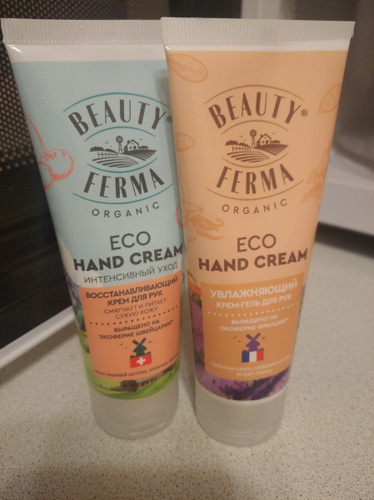 BEAUTY®
FERMA
ORGANIC
ECO
HAND CREAM
ИНТЕНСИВНЫЙ УХОД
ВОССТАНАВЛИВАЮЩИЙ
КРЕМ ДЛЯ РУК
СМЯГЧАЕТ И ПИТАЕТ
СУХУЮ КОЖУ
ВЫРАЩЕНО НА
ЭКОФЕРМЕ ШВЕЙЦАРИИ*
BEAUTY®
FERMA
ORGANIC
ECO
HAND CREAM
УВЛАЖНЯЮЩИЙ
КРЕМ-ГЕЛЬ ДЛЯ РУК
ВЫРАЩЕНО НА
ЭКОФЕРМЕ ФРАНЦИИ*